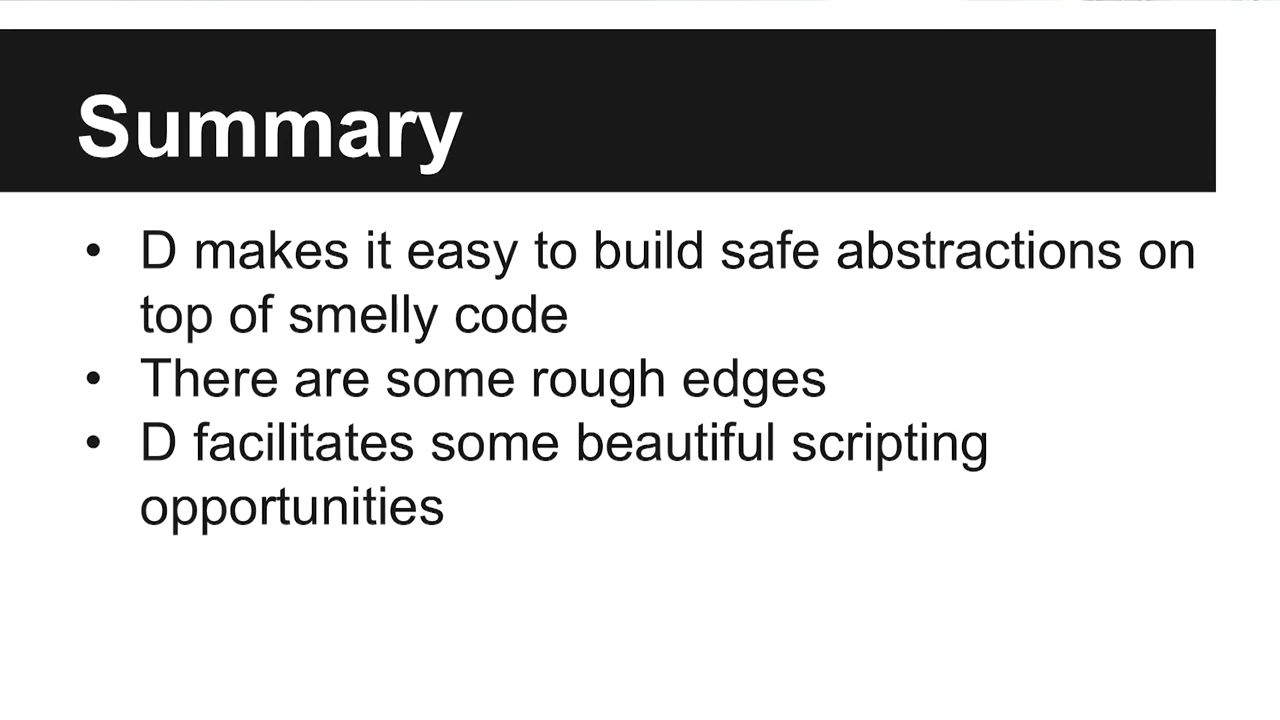 Summary
• D makes it easy to build safe abstractions on
top of smelly code
• There are some rough edges
• D facilitates some beautiful scripting
opportunities